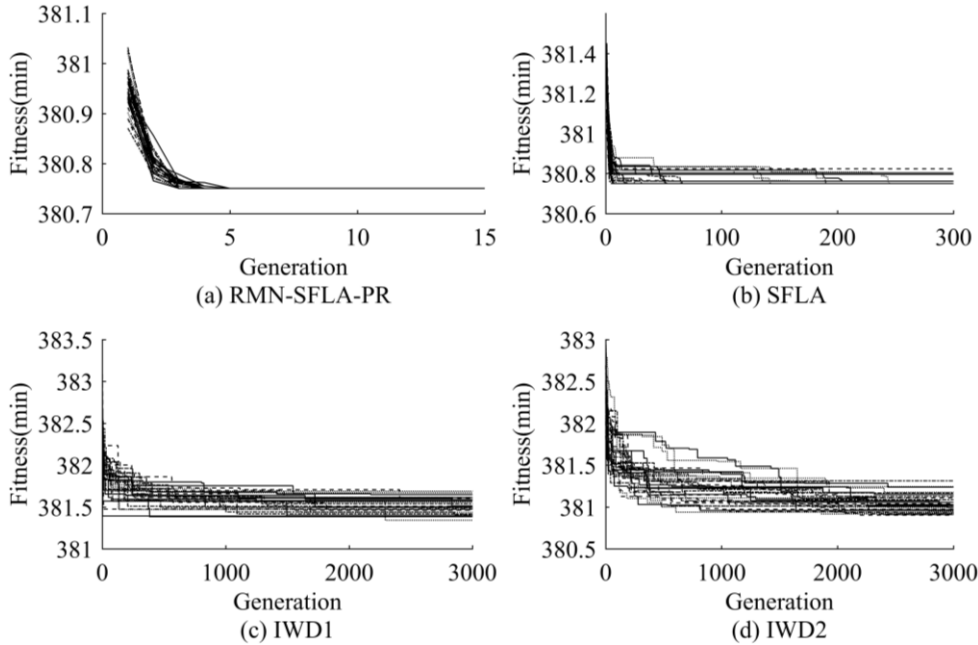 381.1
381
380.9
380.8
380.7
Fitness(min)
0 5 10 15
Generation
(a) RMN-SFLA-PR
381.4
381.2
381
380.8
380.6
Fitness(min)
0 100 200 300
Generation
(b) SFLA
383.5
383
382.5
382
381.5
381
Fitness(min)
0 1000 2000 3000
Generation
(c) IWD1
383
382.5
382
381.5
381
380.5
Fitness(min)
0 1000 2000 3000
Generation
(d) IWD2